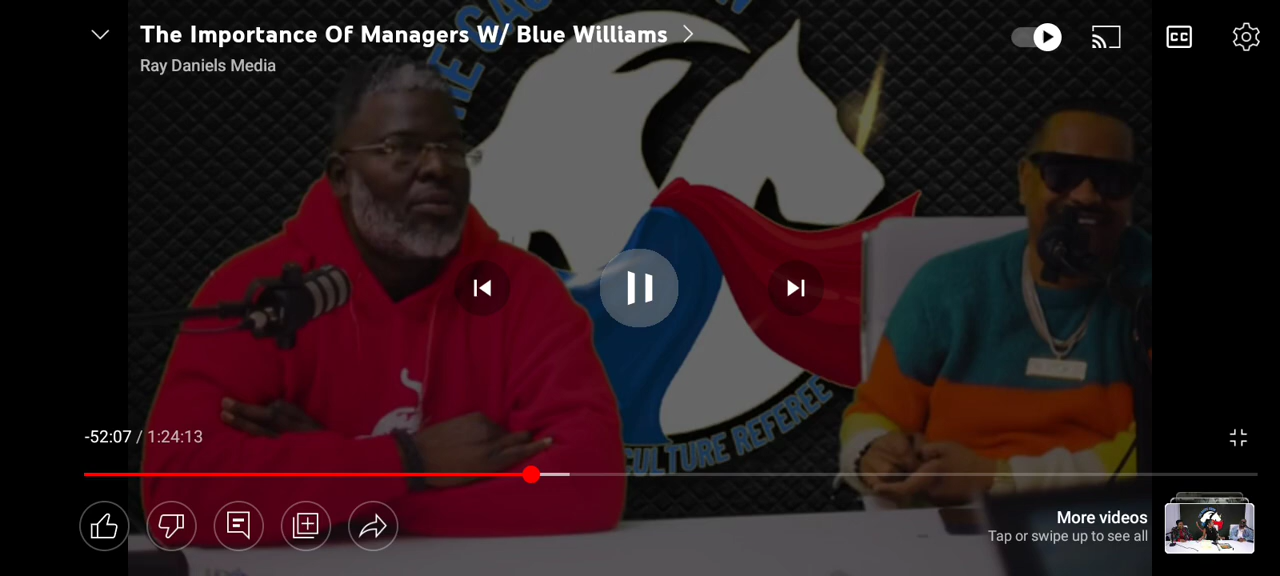 The Importance Of Managers W/ Blue Williams
Ray Daniels Media
CULTURE REFEREE
-52:07 / 1:24:13
More videos
Tap or swipe up to see all